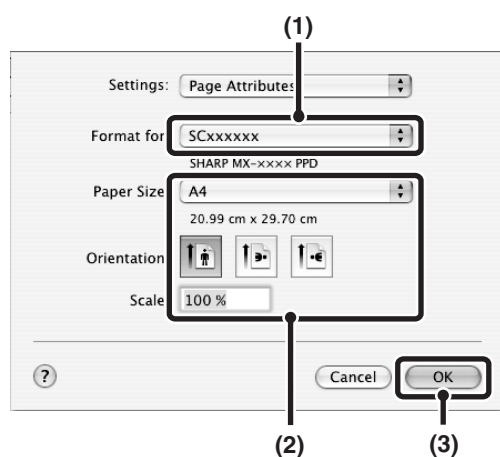 (1)
Settings: Page Attributes
Format for SCxxxxxx
SHARP MX-×××× PPD
Paper Size A4
20.99 cm x 29.70 cm
Orientation
Scale 100 %
? Cancel OK
(2) (3)